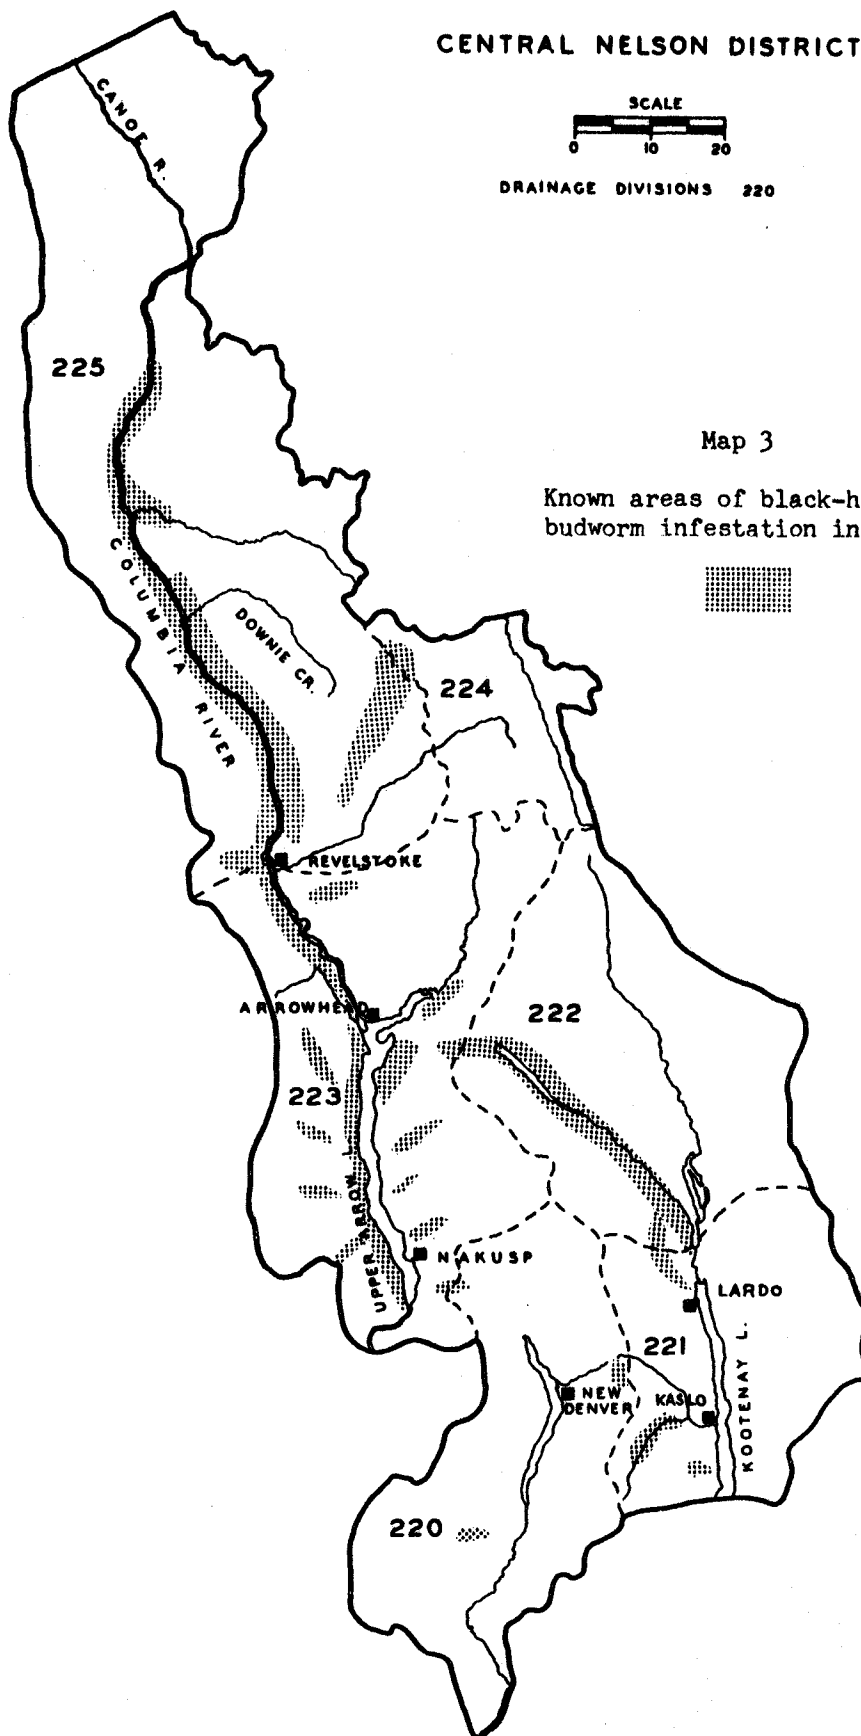 CENTRAL NELSON DISTRICT
SCALE
0 10 20
DRAINAGE DIVISIONS 220
CANOE R.
225
Map 3
Known areas of black-h
budworm infestation in
COLUMBIA RIVER
DOWNIE CR.
224
REVELSTOKE
ARROWHEAD
222
223
UPPER ARROW L.
NAKUSP
LARDO
221
KOOTENAY L.
NEW
DENVER
KASLO
220